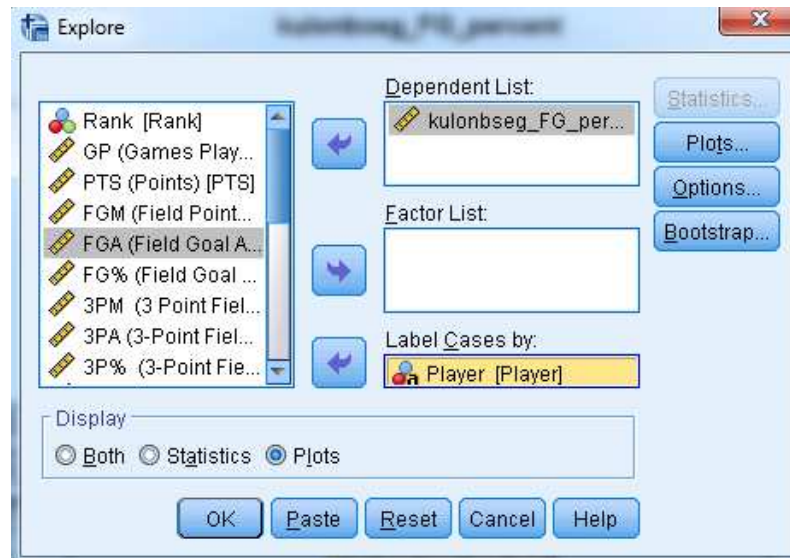 Explore
Rank [Rank]
GP (Games Play...
PTS (Points) [PTS]
FGM (Field Point...
FGA (Field Goal A...
FG% (Field Goal ...
3PM (3 Point Fiel...
3PA (3-Point Fiel...
3P% (3-Point Fie...
Dependent List:
kulonbseg_FG_per...
Factor List:
Label Cases by:
Player [Player]
Statistics...
Plots...
Options...
Bootstrap...
Display
Both Statistics Plots
OK Paste Reset Cancel Help